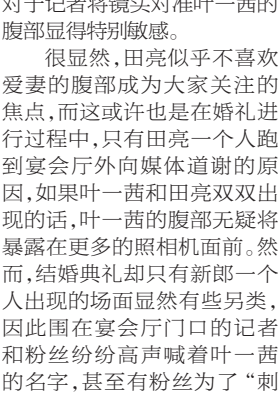 对于记者将镜头对准叶一茜的
腹部显得特别敏感。
很显然,田亮似乎不喜欢
爱妻的腹部成为大家关注的
焦点,而这或许也是在婚礼进
行过程中,只有田亮一个人跑
到宴会厅外向媒体道谢的原
因,如果叶一茜和田亮双双出
现的话,叶一茜的腹部无疑将
暴露在更多的照相机面前。然
而,结婚典礼却只有新郎一个
人出现的场面显然有些另类,
因此围在宴会厅门口的记者
和粉丝纷纷高声喊着叶一茜
的名字,甚至有粉丝为了“刺